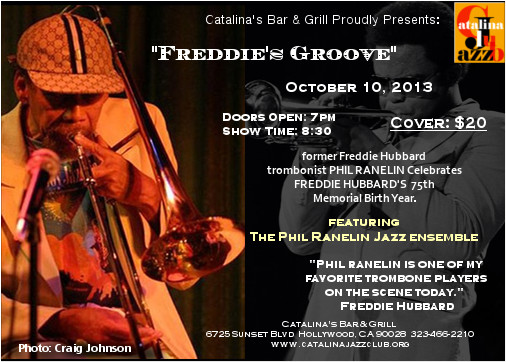 Catalina's Bar & Grill Proudly Presents:
Catalina
Jazz
"Freddie's Groove"
October 10, 2013
Doors Open: 7pm
Show Time: 8:30
Cover: $20
former Freddie Hubbard
trombonist PHIL RANELIN Celebrates
FREDDIE HUBBARD'S 75th
Memorial Birth Year.
featuring
The Phil Ranelin Jazz ensemble
"Phil ranelin is one of my
favorite trombone players
on the scene today."
Freddie Hubbard
Catalina's Bar & Grill
6725 Sunset Blvd Hollywood, CA 90028 323-466-2210
www.catalinajazzclub.org
Photo: Craig Johnson